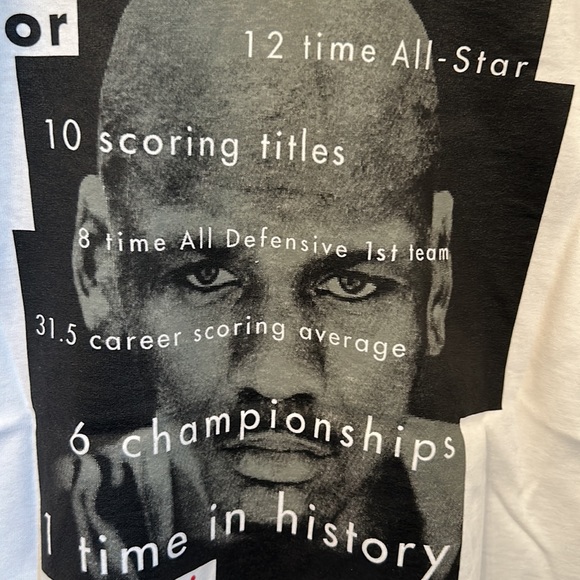 or
12 time All-Star
10 scoring titles
8 time All Defensive 1st team
31.5 career scoring average
6 championships
1 time in history